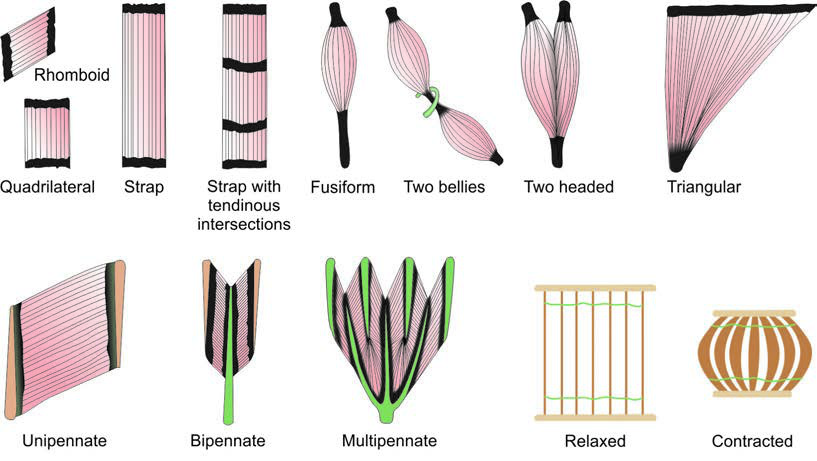 Rhomboid
Quadrilateral
Strap
Strap with
tendinous
intersections
Fusiform
Two bellies
Two headed
Triangular
Unipennate
Bipennate
Multipennate
Relaxed
Contracted